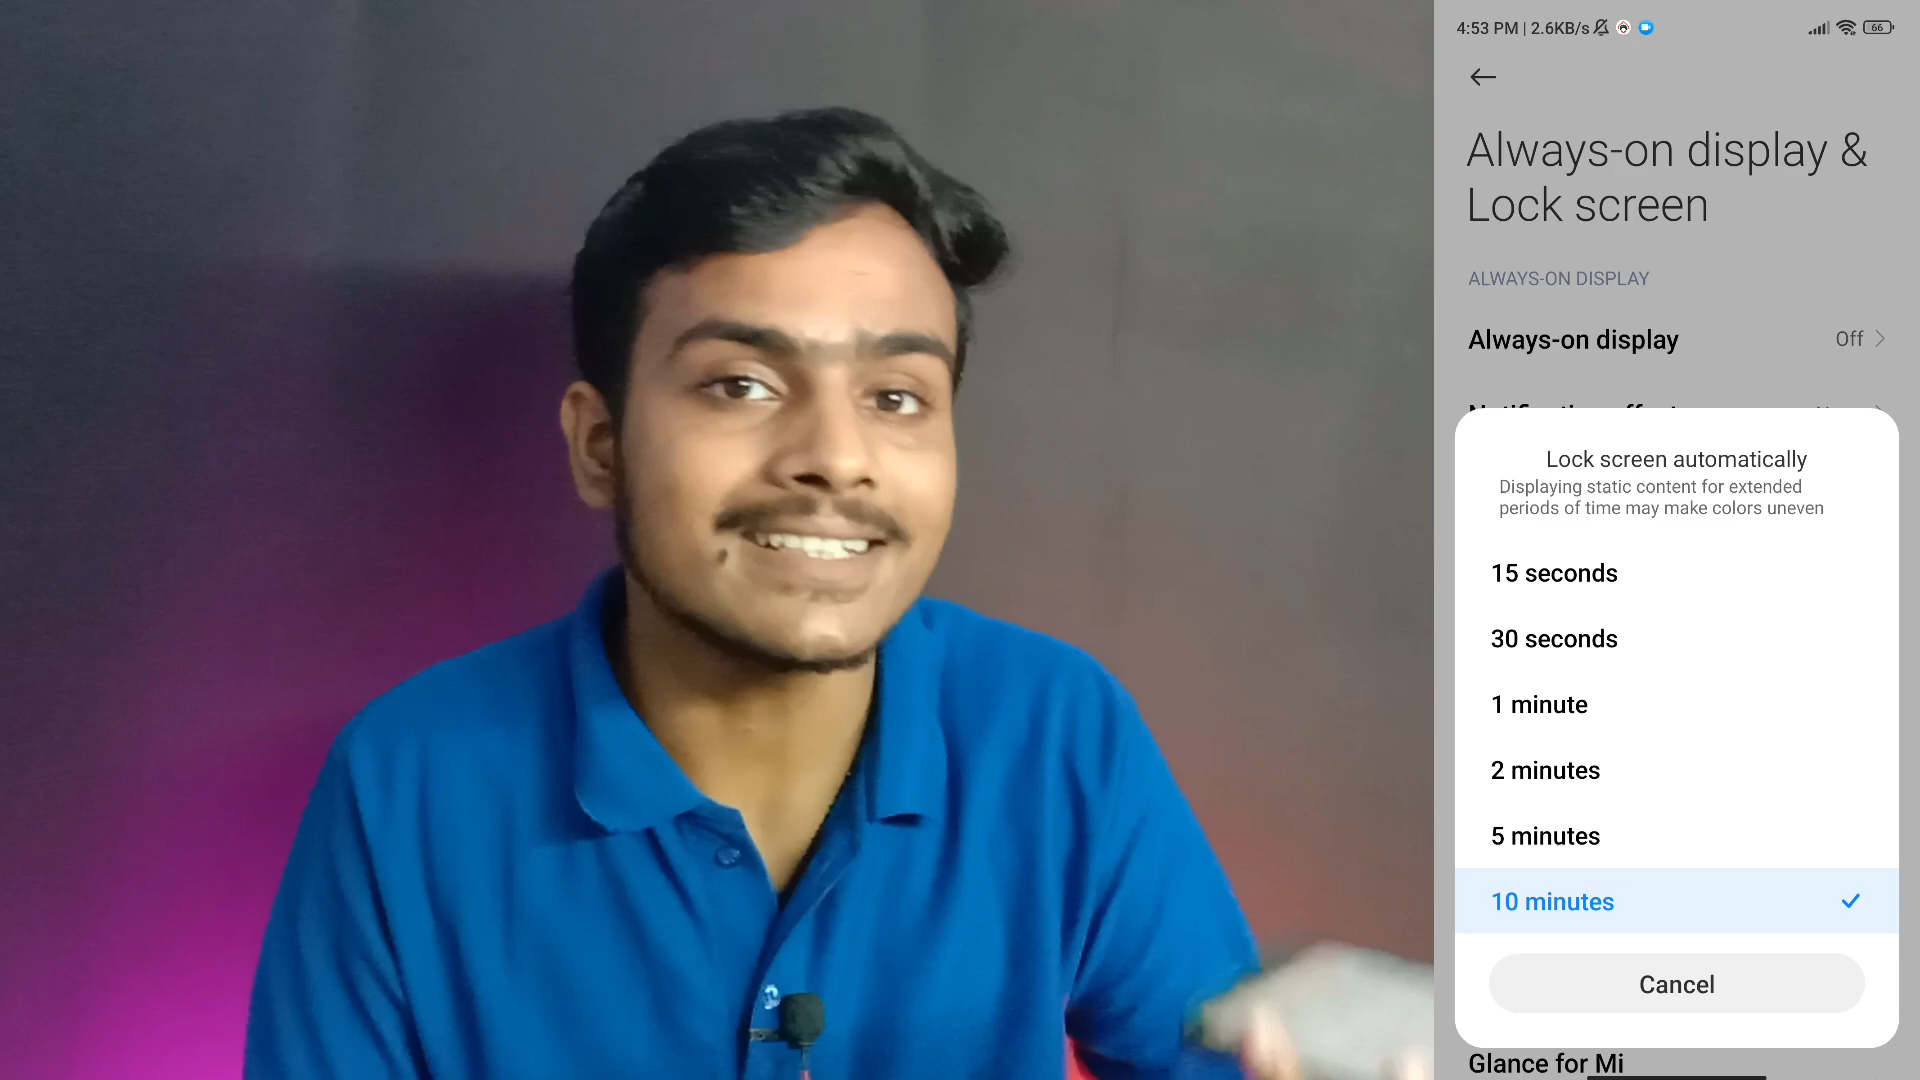 4:53 PM | 2.6KB/s
66
Always-on display &
Lock screen
ALWAYS-ON DISPLAY
Always-on display Off
Lock screen automatically
Displaying static content for extended
periods of time may make colors uneven
15 seconds
30 seconds
1 minute
2 minutes
5 minutes
10 minutes
Cancel
Glance for Mi